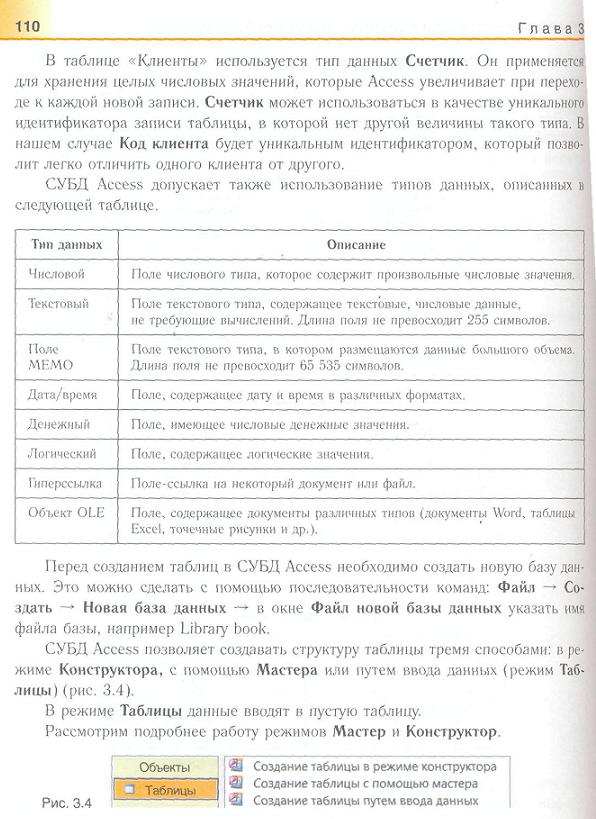 110
Глава 3
В таблице «Клиенты» используется тип данных Счетчик. Он применяется
для хранения целых числовых значений, которые Access увеличивает при перехо-
де к каждой новой записи. Счетчик может использоваться в качестве уникального
идентификатора записи таблицы, в которой нет другой величины такого типа. В
нашем случае Код клиента будет уникальным идентификатором, который позво-
лит легко отличить одного клиента от другого.
СУБД Access допускает также использование типов данных, описанных в
следующей таблице.
Тип данных Описание
Числовой Поле числового типа, которое содержит произвольные числовые значения.
Текстовый Поле текстового типа, содержащее текстовые, числовые данные,
не требующие вычислений. Длина поля не превосходит 255 символов.
Поле Поле текстового типа, в котором размещаются данные большого объема.
МЕМО Длина поля не превосходит 65 535 символов.
Дата/время Поле, содержащее дату и время в различных форматах.
Денежный Поле, имеющее числовые денежные значения.
Логический Поле, содержащее логические значения.
Гиперссылка Поле-ссылка на некоторый документ или файл.
Объект OLE Поле, содержащее документы различных типов (документы Word, таблицы
Excel, точечные рисунки и др.).
Перед созданием таблиц в СУБД Access необходимо создать новую базу дан-
ных. Это можно сделать с помощью последовательности команд: Файл → Со-
здать → Новая база данных → в окне Файл новой базы данных указать имя
файла базы, например Library book.
СУБД Access позволяет создавать структуру таблицы тремя способами: в ре-
жиме Конструктора, с помощью Мастера или путем ввода данных (режим Таб-
лицы) (рис. 3.4).
В режиме Таблицы данные вводят в пустую таблицу.
Рассмотрим подробнее работу режимов Мастер и Конструктор.
Объекты
Таблицы
Создание таблицы в режиме конструктора
Создание таблицы с помощью мастера
Создание таблицы путем ввода данных
Рис. 3.4